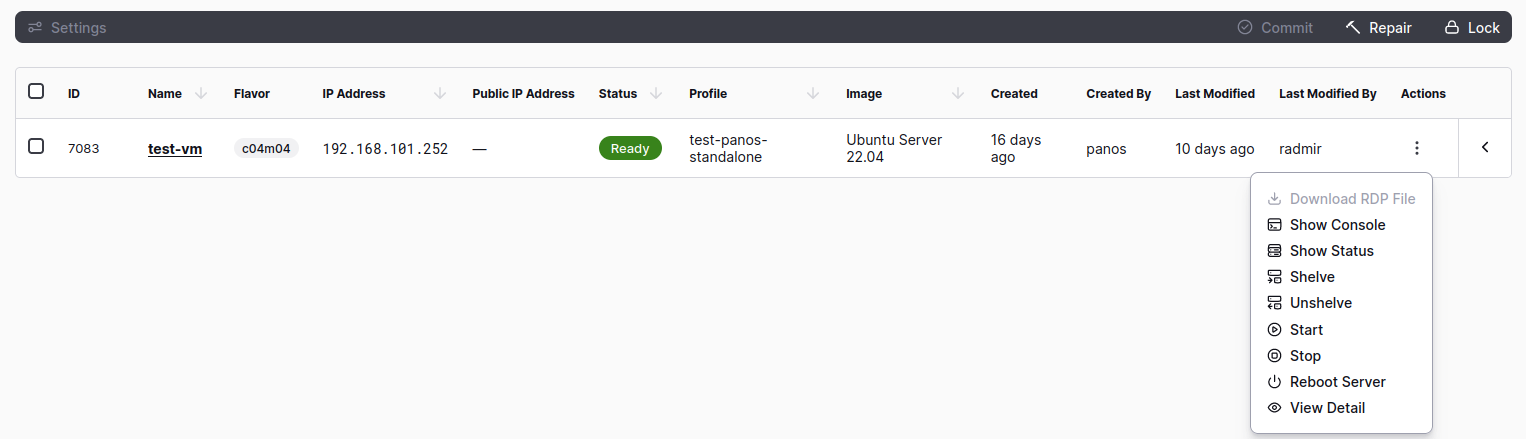 Settings Commit Repair Lock
ID Name Flavor IP Address Public IP Address Status Profile Image Created Created By Last Modified Last Modified By Actions
7083 test-vm c04m04 192.168.101.252 — Ready test-panos-standalone Ubuntu Server 22.04 16 days ago panos 10 days ago radmir
Download RDP File
Show Console
Show Status
Shelve
Unshelve
Start
Stop
Reboot Server
View Detail